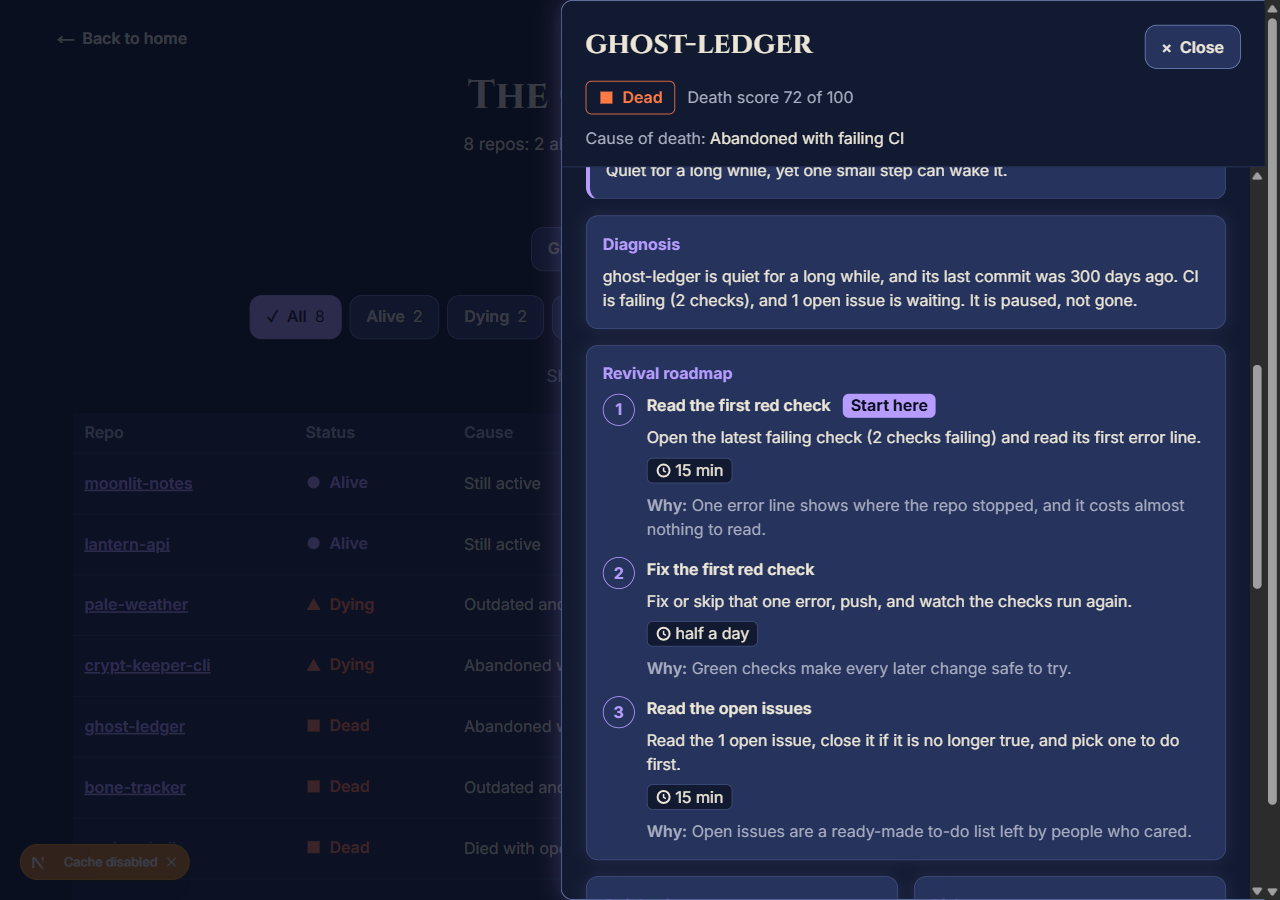 ← Back to home
The
8 repos: 2 al
G
✓ All 8
Alive 2
Dying 2
Sh
Repo Status Cause
moonlit-notes Alive Still active
lantern-api Alive Still active
pale-weather Dying Outdated and
crypt-keeper-cli Dying Abandoned w
ghost-ledger Dead Abandoned w
bone-tracker Dead Outdated and
Dead Died with ope
Cache disabled ×
GHOST-LEDGER
× Close
Dead
Death score 72 of 100
Cause of death: Abandoned with failing CI
Quiet for a long while, yet one small step can wake it.
Diagnosis
ghost-ledger is quiet for a long while, and its last commit was 300 days ago. CI
is failing (2 checks), and 1 open issue is waiting. It is paused, not gone.
Revival roadmap
1 Read the first red check Start here
Open the latest failing check (2 checks failing) and read its first error line.
15 min
Why: One error line shows where the repo stopped, and it costs almost
nothing to read.
2 Fix the first red check
Fix or skip that one error, push, and watch the checks run again.
half a day
Why: Green checks make every later change safe to try.
3 Read the open issues
Read the 1 open issue, close it if it is no longer true, and pick one to do
first.
15 min
Why: Open issues are a ready-made to-do list left by people who cared.